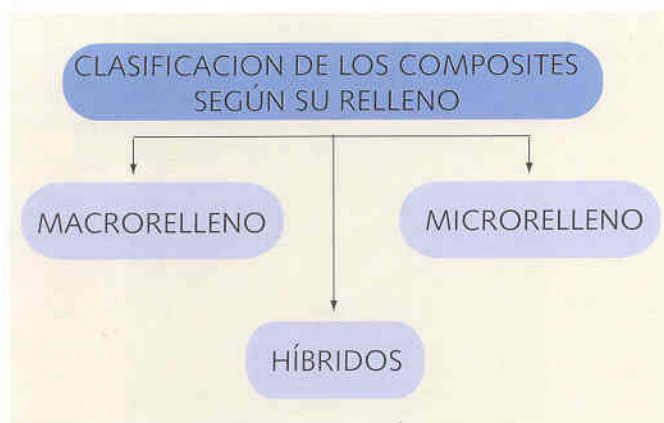 CLASIFICACION DE LOS COMPOSITES
SEGÚN SU RELLENO
MACRORELLENO
MICRORELLENO
HÍBRIDOS